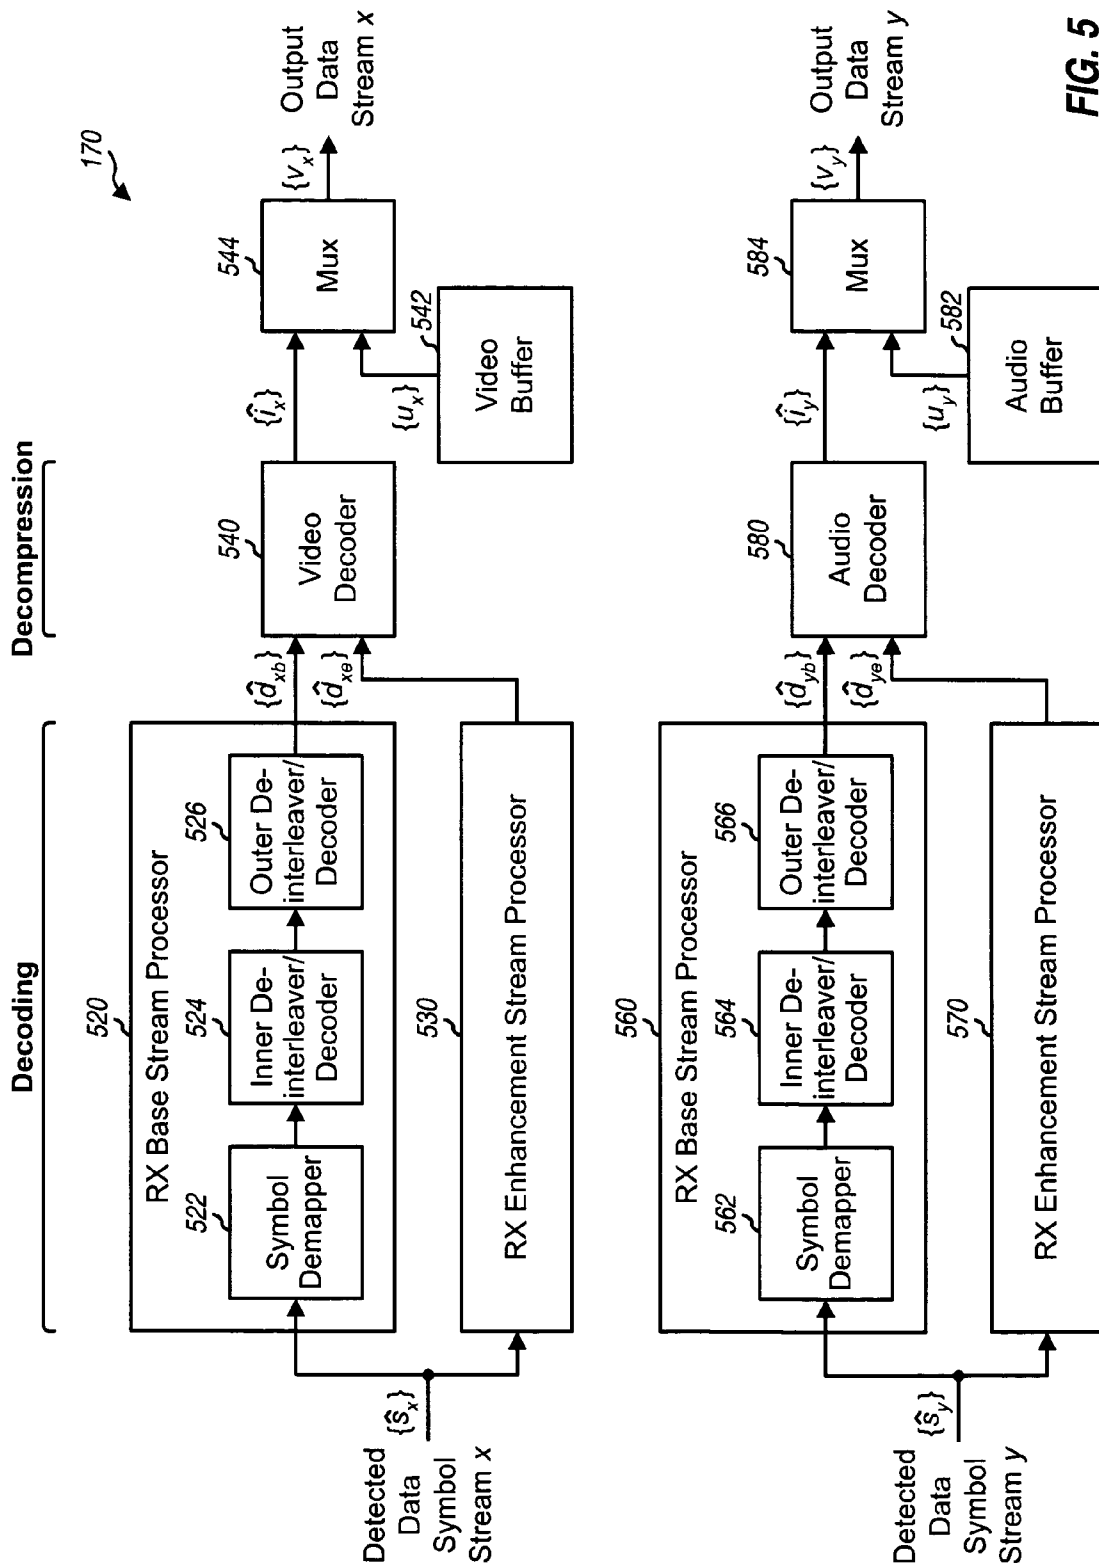 170
Decoding
Decompression
520
RX Base Stream Processor
522
Symbol
Demapper
524
Inner De-
interleaver/
Decoder
526
Outer De-
interleaver/
Decoder
{d̂xb}
{d̂xe}
540
Video
Decoder
{îx}
544
Mux
{vx}
Output
Data
Stream x
542
Video
Buffer
{ux}
530
RX Enhancement Stream Processor
Detected
Data
Symbol
Stream x
{ŝx}
560
RX Base Stream Processor
562
Symbol
Demapper
564
Inner De-
interleaver/
Decoder
566
Outer De-
interleaver/
Decoder
{d̂yb}
{d̂ye}
580
Audio
Decoder
{îy}
584
Mux
{vy}
Output
Data
Stream y
582
Audio
Buffer
{uy}
570
RX Enhancement Stream Processor
Detected
Data
Symbol
Stream y
{ŝy}
FIG. 5